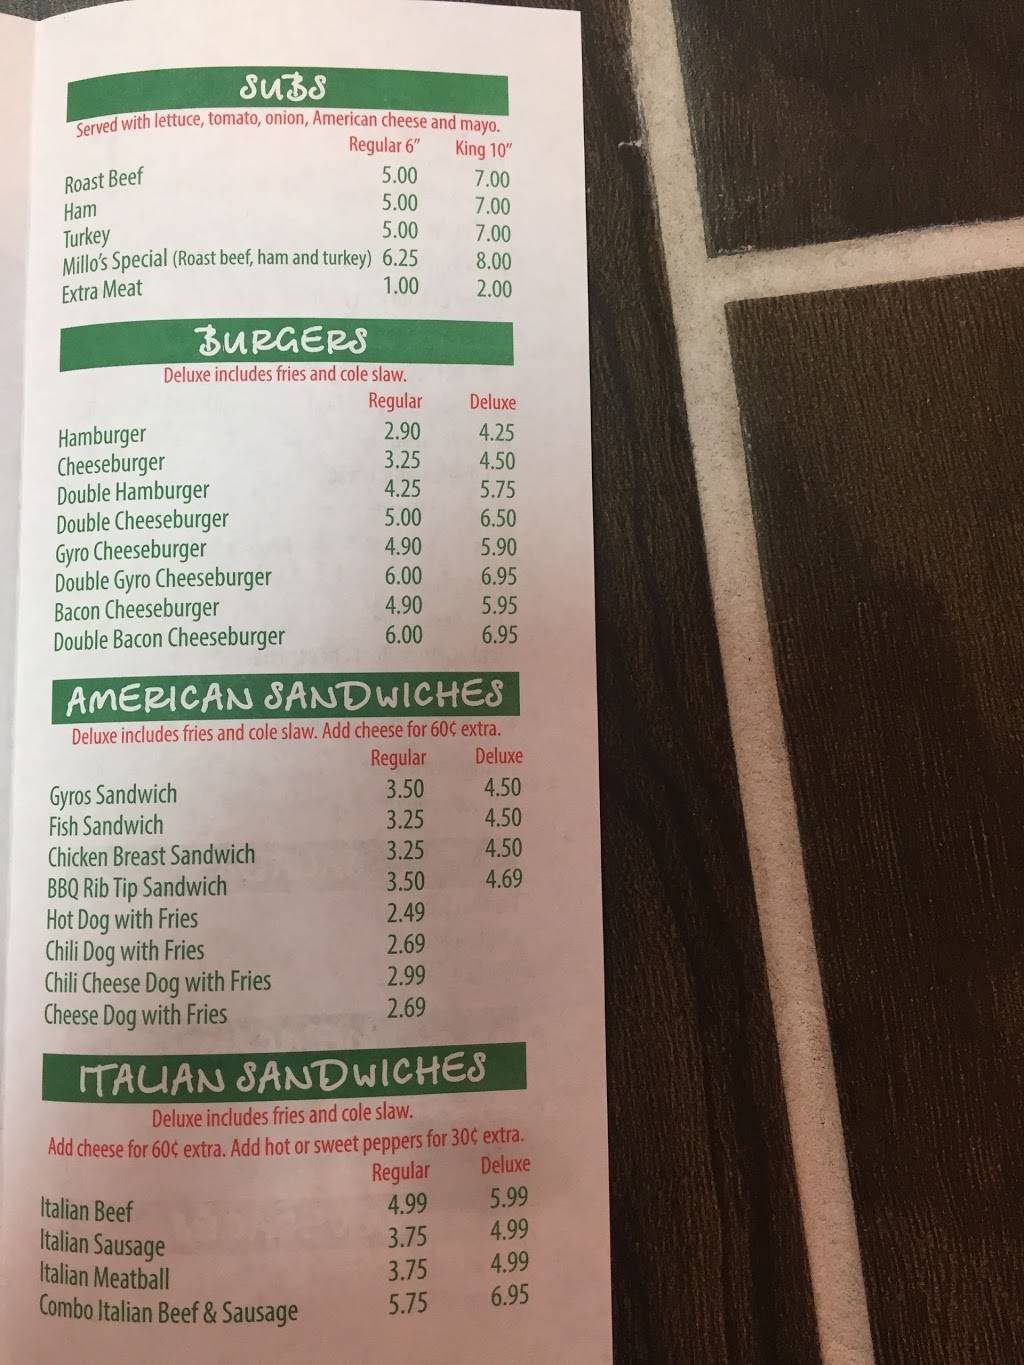 SUBS
Served with lettuce, tomato, onion, American cheese and mayo.
Regular 6" King 10"
Roast Beef 5.00 7.00
Ham 5.00 7.00
Turkey 5.00 7.00
Millo's Special (Roast beef, ham and turkey) 6.25 8.00
Extra Meat 1.00 2.00
BURGERS
Deluxe includes fries and cole slaw.
Regular Deluxe
Hamburger 2.90 4.25
Cheeseburger 3.25 4.50
Double Hamburger 4.25 5.75
Double Cheeseburger 5.00 6.50
Gyro Cheeseburger 4.90 5.90
Double Gyro Cheeseburger 6.00 6.95
Bacon Cheeseburger 4.90 5.95
Double Bacon Cheeseburger 6.00 6.95
AMERICAN SANDWICHES
Deluxe includes fries and cole slaw. Add cheese for 60¢ extra.
Regular Deluxe
Gyros Sandwich 3.50 4.50
Fish Sandwich 3.25 4.50
Chicken Breast Sandwich 3.25 4.50
BBQ Rib Tip Sandwich 3.50 4.69
Hot Dog with Fries 2.49
Chili Dog with Fries 2.69
Chili Cheese Dog with Fries 2.99
Cheese Dog with Fries 2.69
ITALIAN SANDWICHES
Deluxe includes fries and cole slaw.
Add cheese for 60¢ extra. Add hot or sweet peppers for 30¢ extra.
Regular Deluxe
Italian Beef 4.99 5.99
Italian Sausage 3.75 4.99
Italian Meatball 3.75 4.99
Combo Italian Beef & Sausage 5.75 6.95